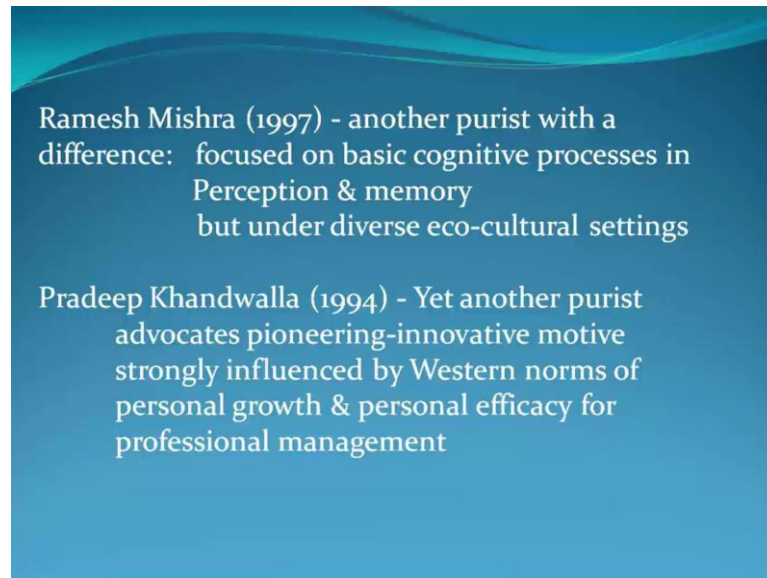 Ramesh Mishra (1997) - another purist with a
difference: focused on basic cognitive processes in
Perception & memory
but under diverse eco-cultural settings
Pradeep Khandwalla (1994) - Yet another purist
advocates pioneering-innovative motive
strongly influenced by Western norms of
personal growth & personal efficacy for
professional management